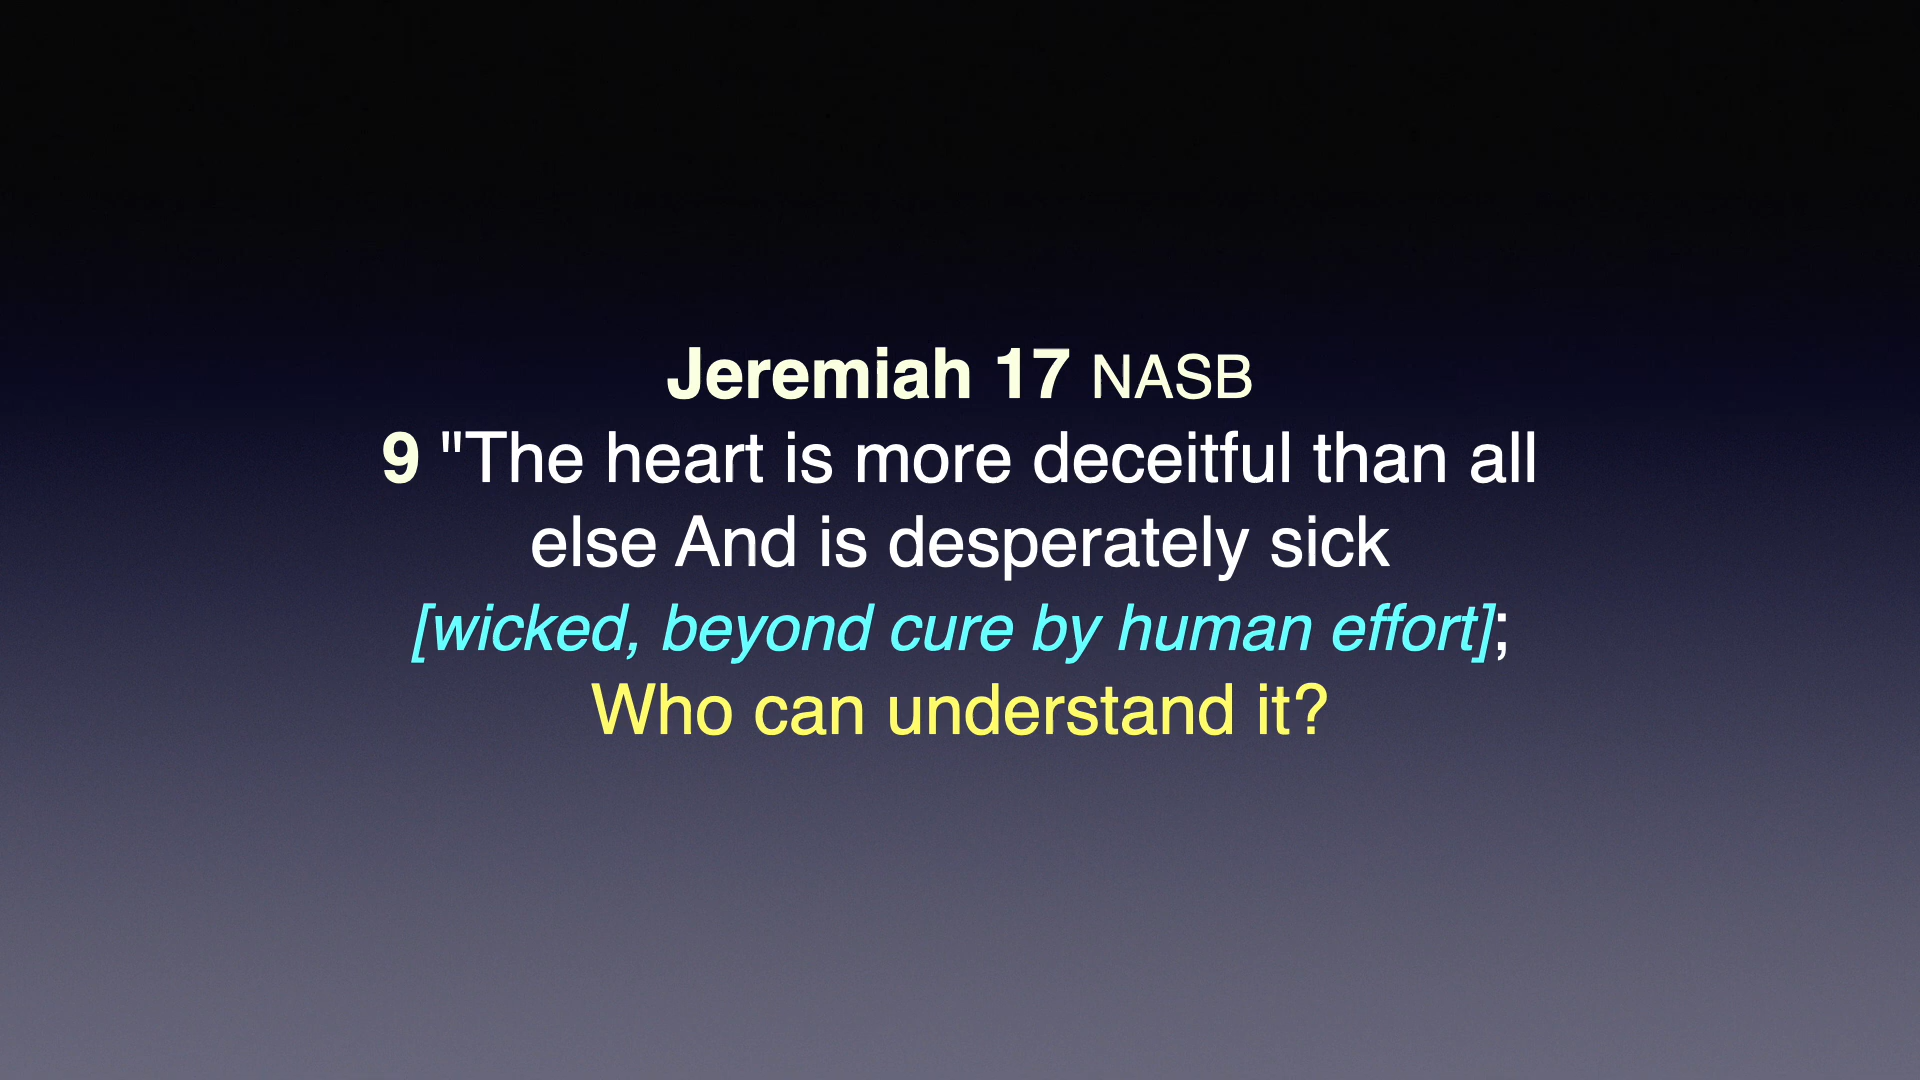 Jeremiah 17 NASB
9 "The heart is more deceitful than all
else And is desperately sick
[wicked, beyond cure by human effort];
Who can understand it?